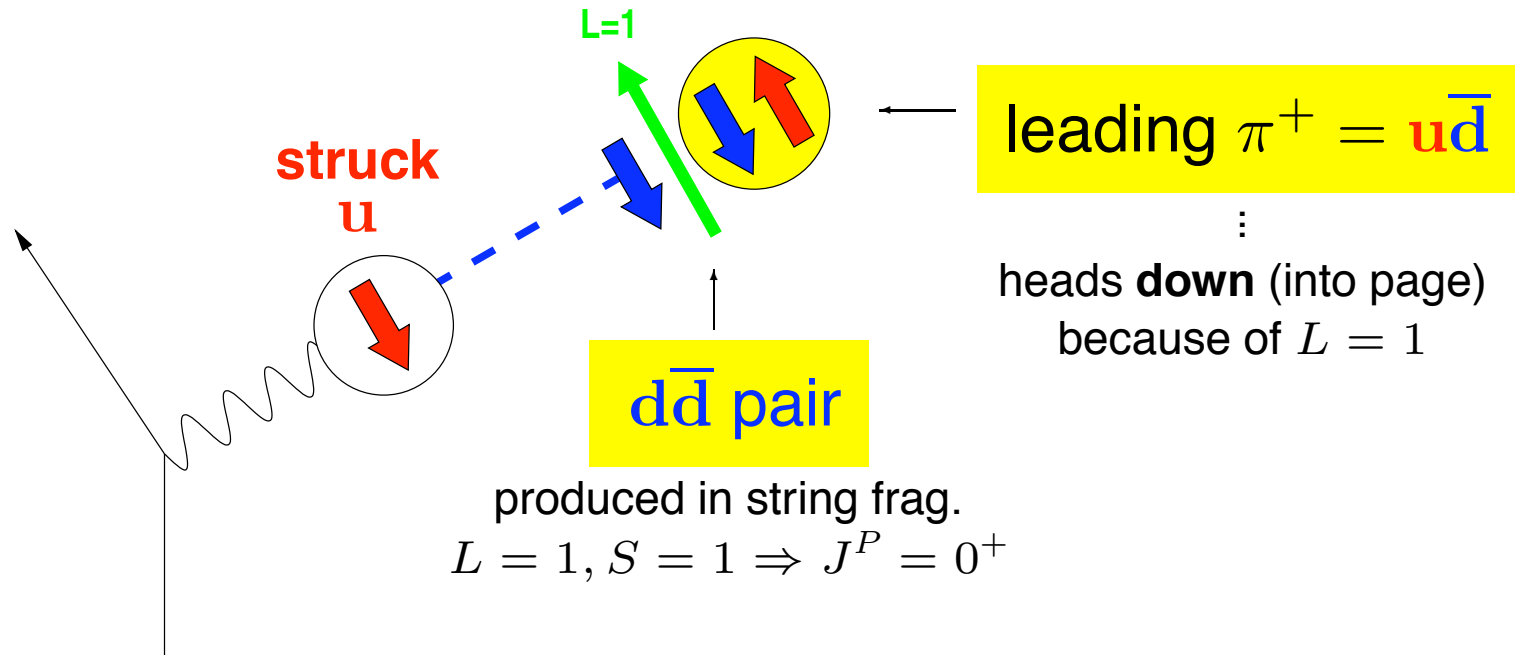 L=1
struck
u
leading π⁺ = ud̅
⋮
heads down (into page)
because of L = 1
dd̅ pair
produced in string frag.
L = 1, S = 1 ⇒ Jᴾ = 0⁺